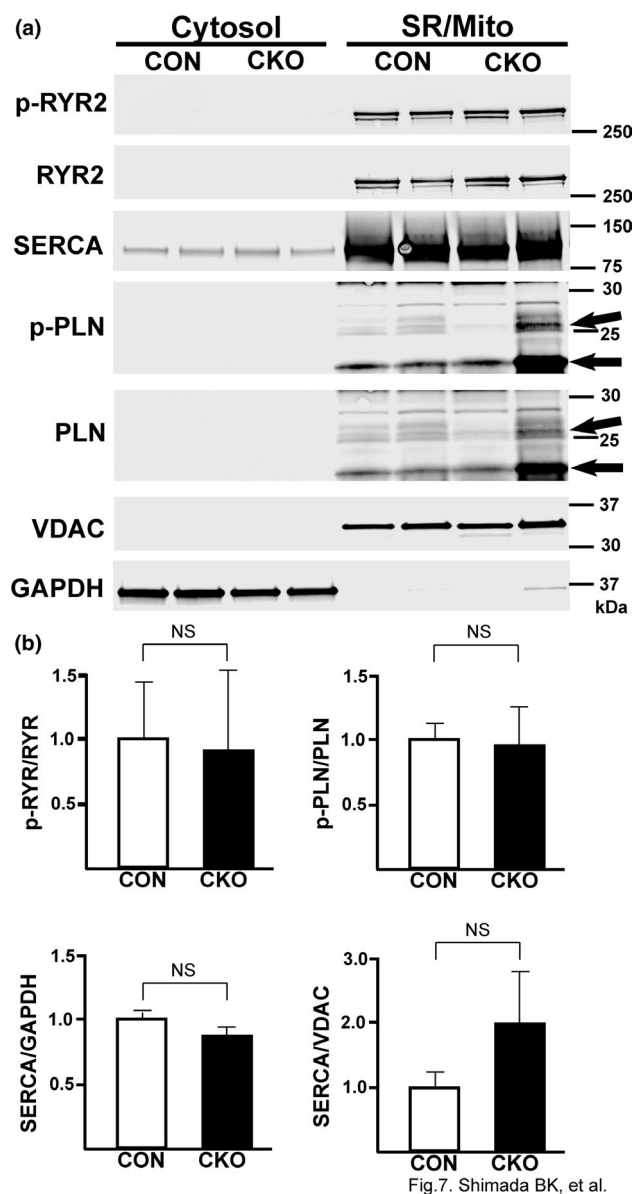 (a) Cytosol SR/Mito
CON CKO CON CKO
p-RYR2
250
RYR2
250
SERCA
150
75
p-PLN
30
25
PLN
30
25
VDAC
37
30
GAPDH
37
kDa
(b)
NS
p-RYR/RYR
1.5
1.0
0.5
CON CKO
NS
p-PLN/PLN
1.5
1.0
0.5
CON CKO
NS
SERCA/GAPDH
1.5
1.0
0.5
CON CKO
NS
SERCA/VDAC
3.0
2.0
1.0
CON CKO
Fig.7. Shimada BK, et al.